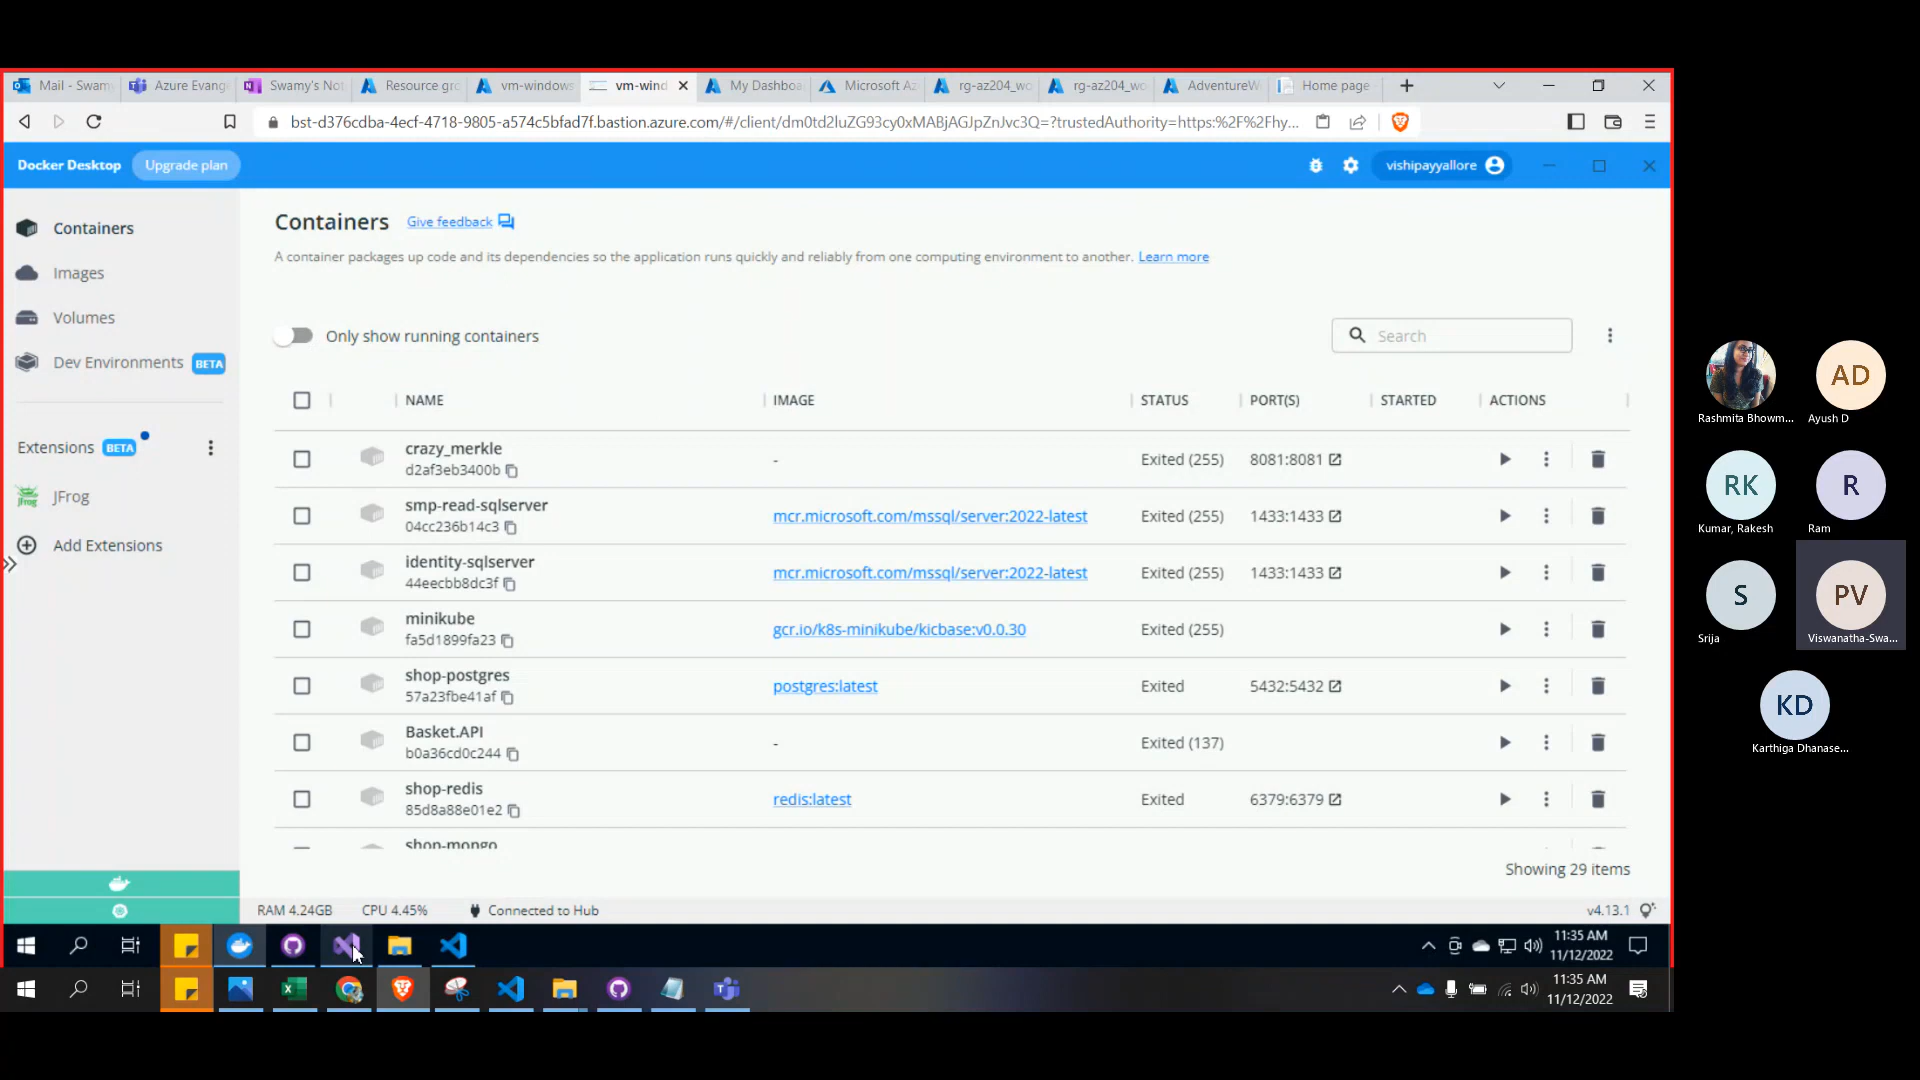 Mail - Swamy
Azure Evang
Swamy's Not
Resource gro
vm-windows
vm-wind
My Dashboa
Microsoft Az
rg-az204_wo
rg-az204_wo
AdventureW
Home page
bst-d376cdba-4ecf-4718-9805-a574c5bfad7f.bastion.azure.com/#/client/dm0td2luZG93cy0xMABjAGJpZnJvc3Q=?trustedAuthority=https:%2F%2Fhy...
Docker Desktop
Upgrade plan
vishipayyallore
Containers
Images
Volumes
Dev Environments BETA
Extensions BETA
JFrog
Add Extensions
Containers
Give feedback
A container packages up code and its dependencies so the application runs quickly and reliably from one computing environment to another. Learn more
Only show running containers
Search
NAME IMAGE STATUS PORT(S) STARTED ACTIONS
crazy_merkle
d2af3eb3400b
- Exited (255) 8081:8081
smp-read-sqlserver
04cc236b14c3
mcr.microsoft.com/mssql/server:2022-latest Exited (255) 1433:1433
identity-sqlserver
44eecbb8dc3f
mcr.microsoft.com/mssql/server:2022-latest Exited (255) 1433:1433
minikube
fa5d1899fa23
gcr.io/k8s-minikube/kicbase:v0.0.30 Exited (255)
shop-postgres
57a23fbe41af
postgres:latest Exited 5432:5432
Basket.API
b0a36cd0c244
- Exited (137)
shop-redis
85d8a88e01e2
redis:latest Exited 6379:6379
shop-mongo
Showing 29 items
RAM 4.24GB CPU 4.45% Connected to Hub
v4.13.1
11:35 AM
11/12/2022
11:35 AM
11/12/2022
Rashmita Bhowm...
AD
Ayush D
RK
Kumar, Rakesh
R
Ram
S
Srija
PV
Viswanatha-Swa...
KD
Karthiga Dhanase...